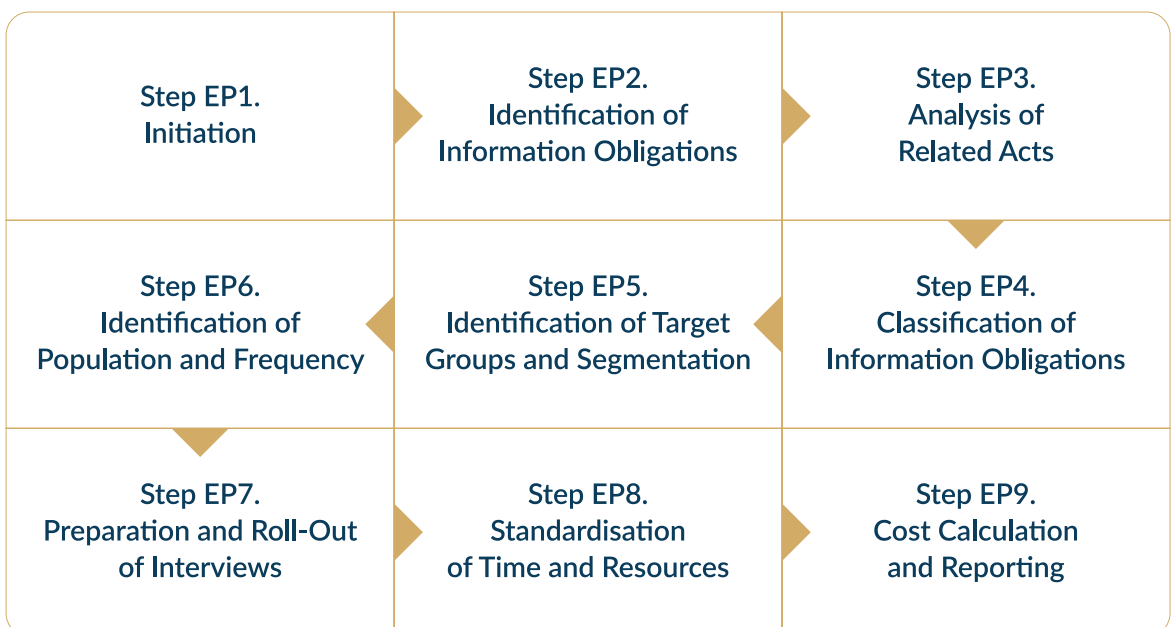 Step EP1.
Initiation
Step EP2.
Identification of
Information Obligations
Step EP3.
Analysis of
Related Acts
Step EP4.
Classification of
Information Obligations
Step EP5.
Identification of Target
Groups and Segmentation
Step EP6.
Identification of
Population and Frequency
Step EP7.
Preparation and Roll-Out
of Interviews
Step EP8.
Standardisation
of Time and Resources
Step EP9.
Cost Calculation
and Reporting